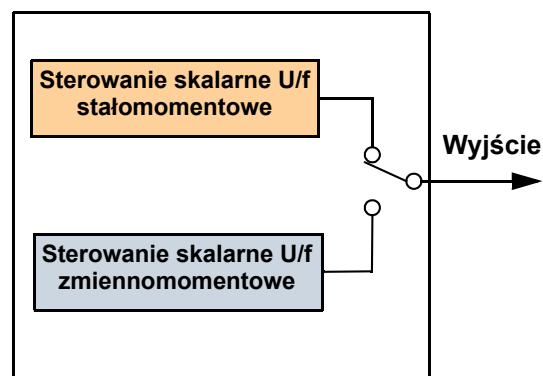 Sterowanie skalarne U/f
stałomomentowe
Wyjście
Sterowanie skalarne U/f
zmiennomomentowe